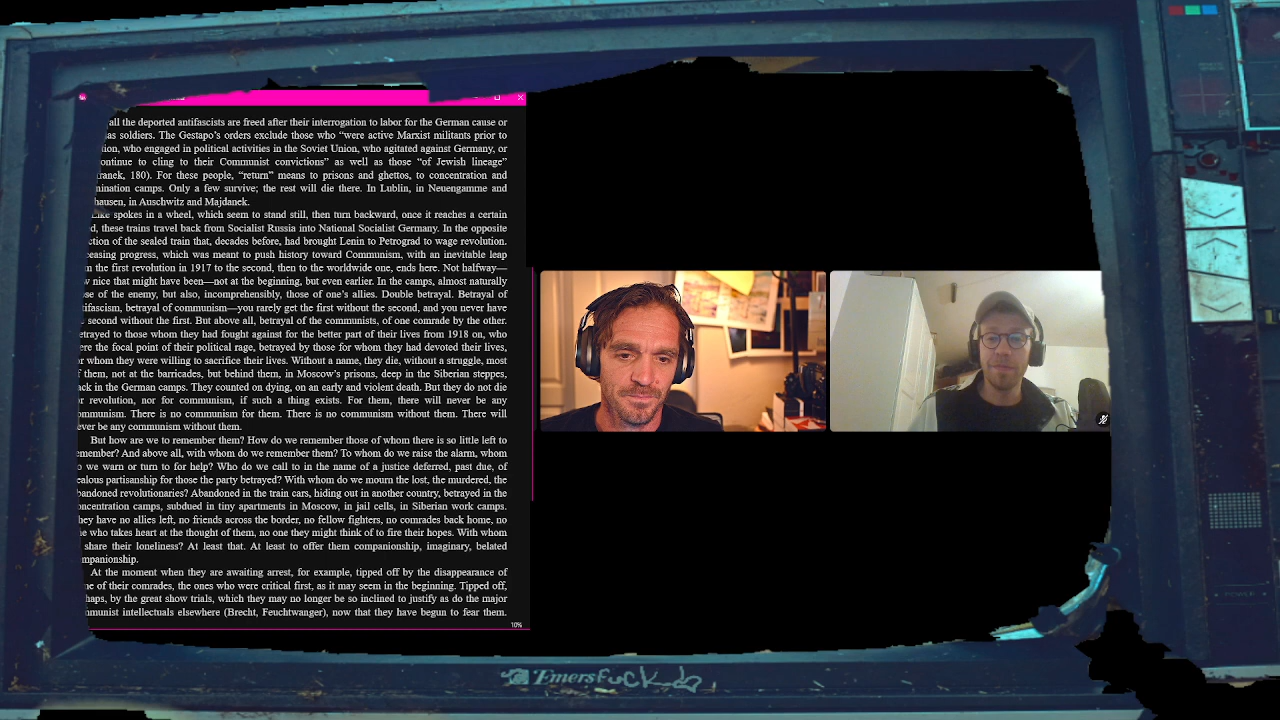 all the deported antifascists are freed after their interrogation to labor for the German cause or
as soldiers. The Gestapo's orders exclude those who “were active Marxist militants prior to
who engaged in political activities in the Soviet Union, who agitated against Germany, or
to cling to their Communist convictions” as well as those “of Jewish lineage”
180). For these people, “return” means to prisons and ghettos, to concentration and
camps. Only a few survive; the rest will die there. In Lublin, in Neuengamme and
in Auschwitz and Majdanek.
Like spokes in a wheel, which seem to stand still, then turn backward, once it reaches a certain
these trains travel back from Socialist Russia into National Socialist Germany. In the opposite
of the sealed train that, decades before, had brought Lenin to Petrograd to wage revolution.
progress, which was meant to push history toward Communism, with an inevitable leap
the first revolution in 1917 to the second, then to the worldwide one, ends here. Not halfway—
nice that might have been—not at the beginning, but even earlier. In the camps, almost naturally
of the enemy, but also, incomprehensibly, those of one's allies. Double betrayal. Betrayal of
betrayal of communism—you rarely get the first without the second, and you never have
second without the first. But above all, betrayal of the communists, of one comrade by the other.
to those whom they had fought against for the better part of their lives from 1918 on, who
the focal point of their political rage, betrayed by those for whom they had devoted their lives,
whom they were willing to sacrifice their lives. Without a name, they die, without a struggle, most
them, not at the barricades, but behind them, in Moscow's prisons, deep in the Siberian steppes,
in the German camps. They counted on dying, on an early and violent death. But they do not die
revolution, nor for communism, if such a thing exists. For them, there will never be any
There is no communism for them. There is no communism without them. There will
be any communism without them.
But how are we to remember them? How do we remember those of whom there is so little left to
And above all, with whom do we remember them? To whom do we raise the alarm, whom
we warn or turn to for help? Who do we call to in the name of a justice deferred, past due, of
partisanship for those the party betrayed? With whom do we mourn the lost, the murdered, the
revolutionaries? Abandoned in the train cars, hiding out in another country, betrayed in the
camps, subdued in tiny apartments in Moscow, in jail cells, in Siberian work camps.
have no allies left, no friends across the border, no fellow fighters, no comrades back home, no
who takes heart at the thought of them, no one they might think of to fire their hopes. With whom
share their loneliness? At least that. At least to offer them companionship, imaginary, belated

At the moment when they are awaiting arrest, for example, tipped off by the disappearance of
of their comrades, the ones who were critical first, as it may seem in the beginning. Tipped off,
by the great show trials, which they may no longer be so inclined to justify as do the major
intellectuals elsewhere (Brecht, Feuchtwanger), now that they have begun to fear them.
10%
POWER